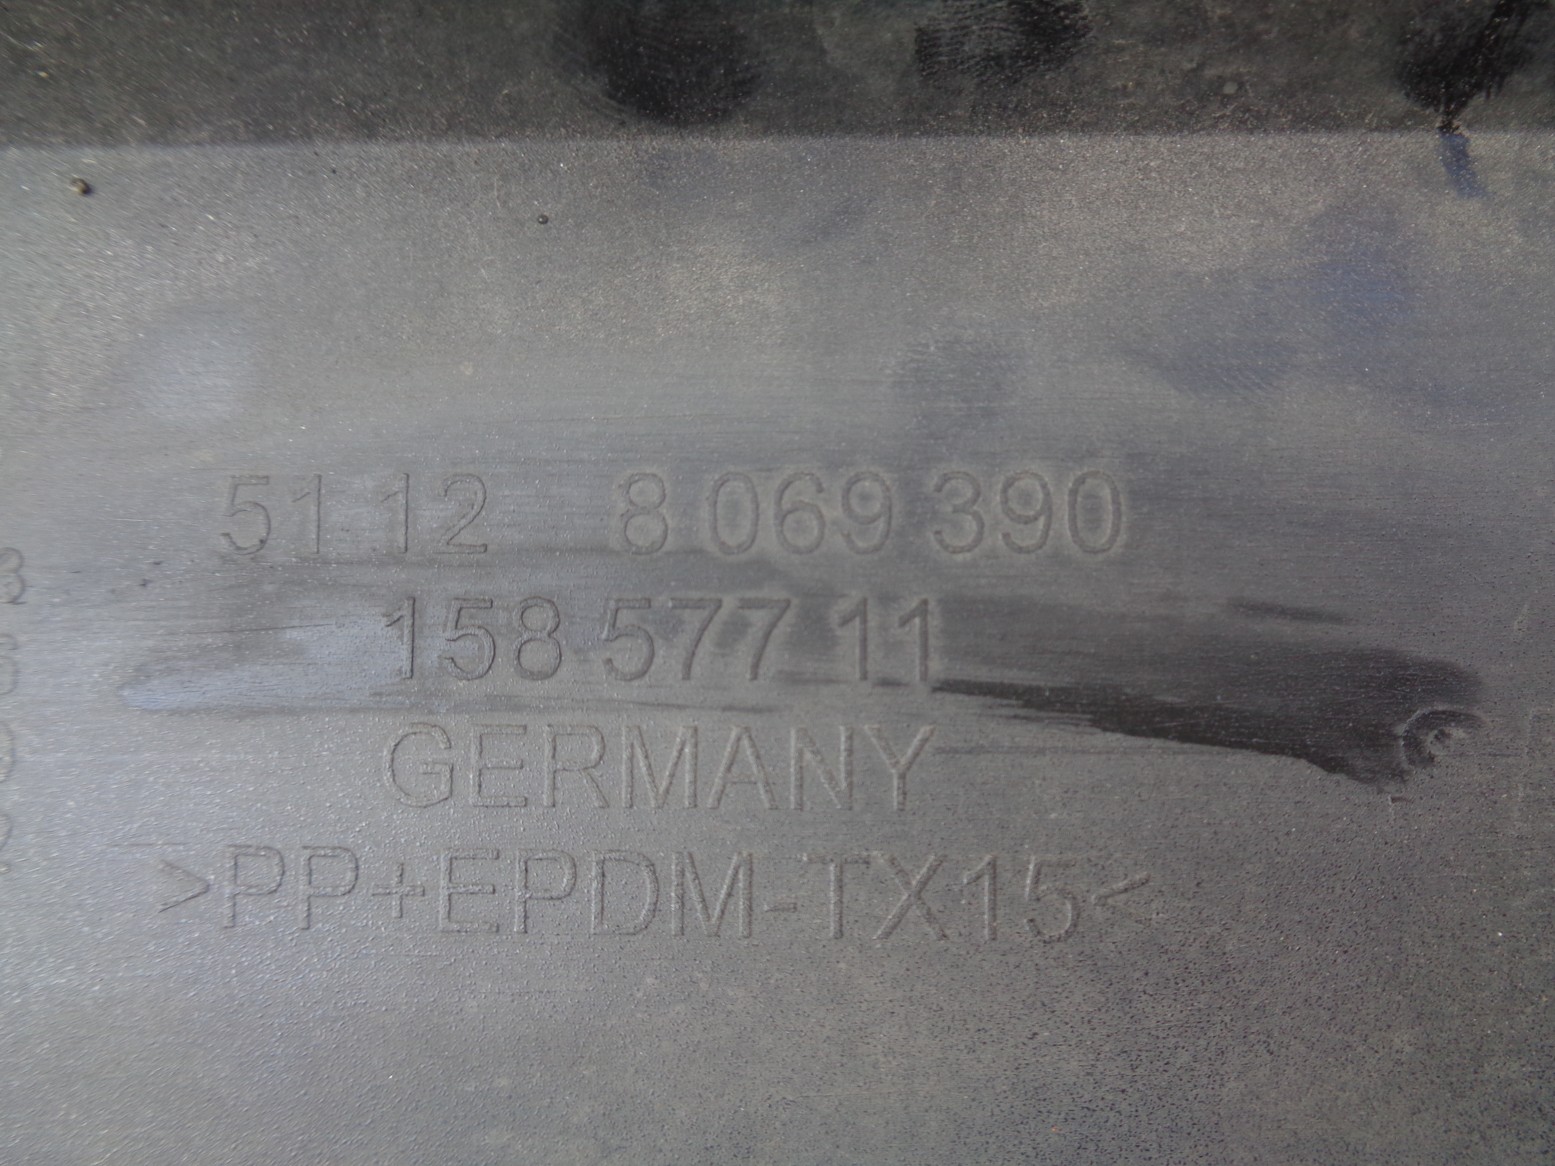 51 12 8 069 390
158 577 11
GERMANY
>PP+EPDM-TX15<